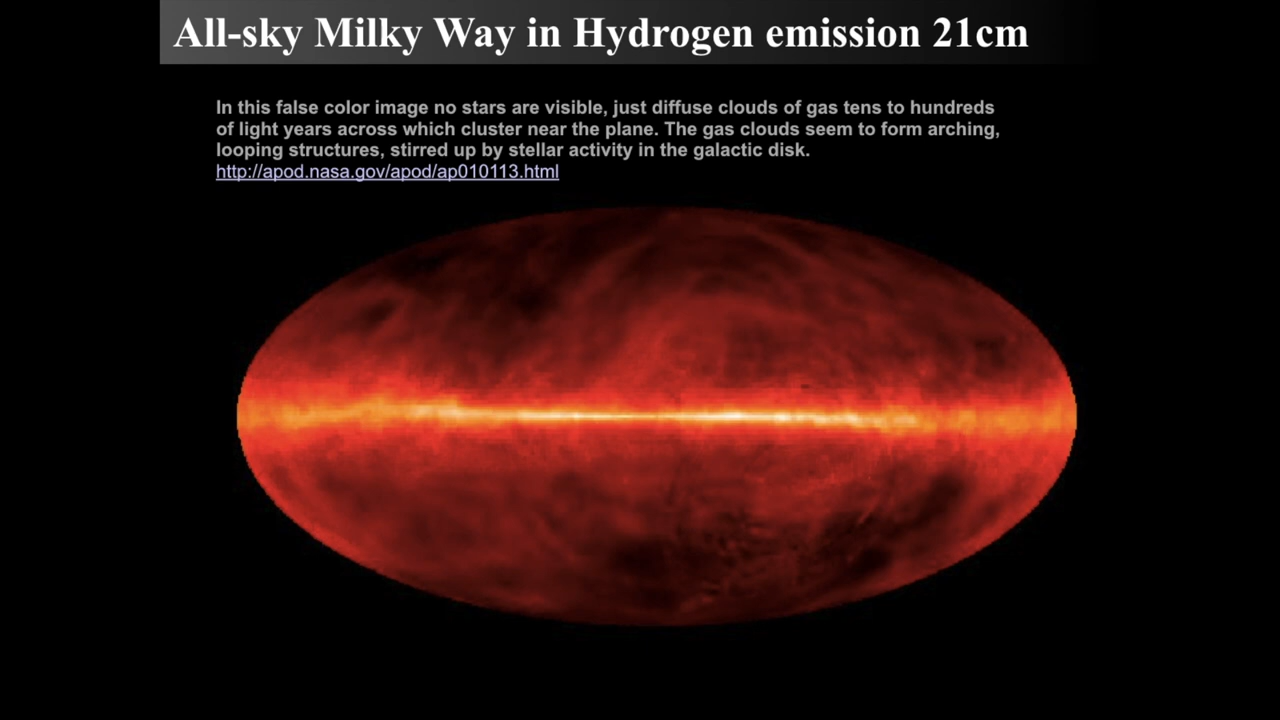 All-sky Milky Way in Hydrogen emission 21cm
In this false color image no stars are visible, just diffuse clouds of gas tens to hundreds
of light years across which cluster near the plane. The gas clouds seem to form arching,
looping structures, stirred up by stellar activity in the galactic disk.
http://apod.nasa.gov/apod/ap010113.html